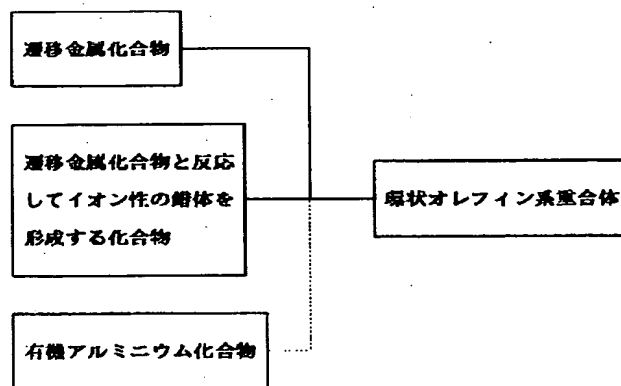 遷移金属化合物
遷移金属化合物と反応
してイオン性の錯体を
形成する化合物
環状オレフィン系重合体
有機アルミニウム化合物